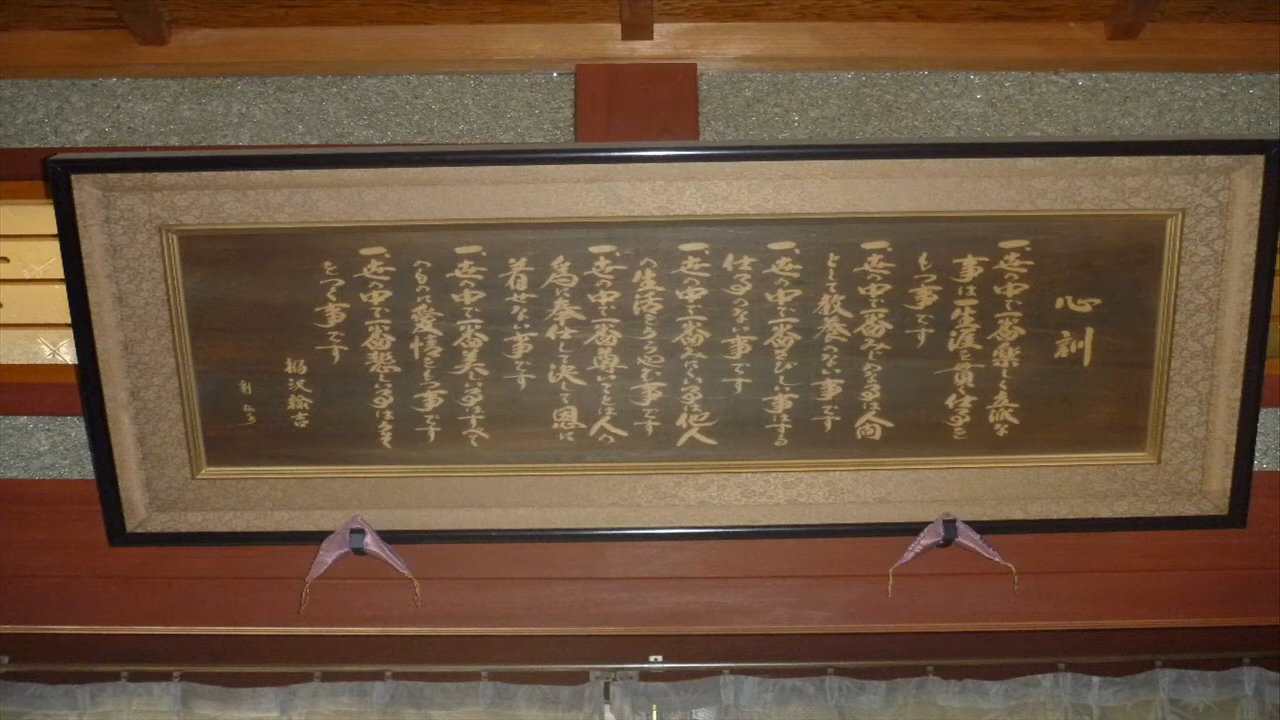 心訓
一、世の中で一番楽しく立派な
事は一生涯を貫く仕事を
もつ事です
一、世の中で一番みじめな事は人間
として教養のない事です
一、世の中で一番さびしい事はする
仕事のない事です
一、世の中で一番みにくい事は他人
の生活をうらやむ事です
一、世の中で一番尊いことは人の
為に奉仕して決して恩に
着せない事です
一、世の中で一番美しい事はすべて
のものに愛情をもつ事です
一、世の中で一番悲しい事はうそ
をつく事です
福沢諭吉